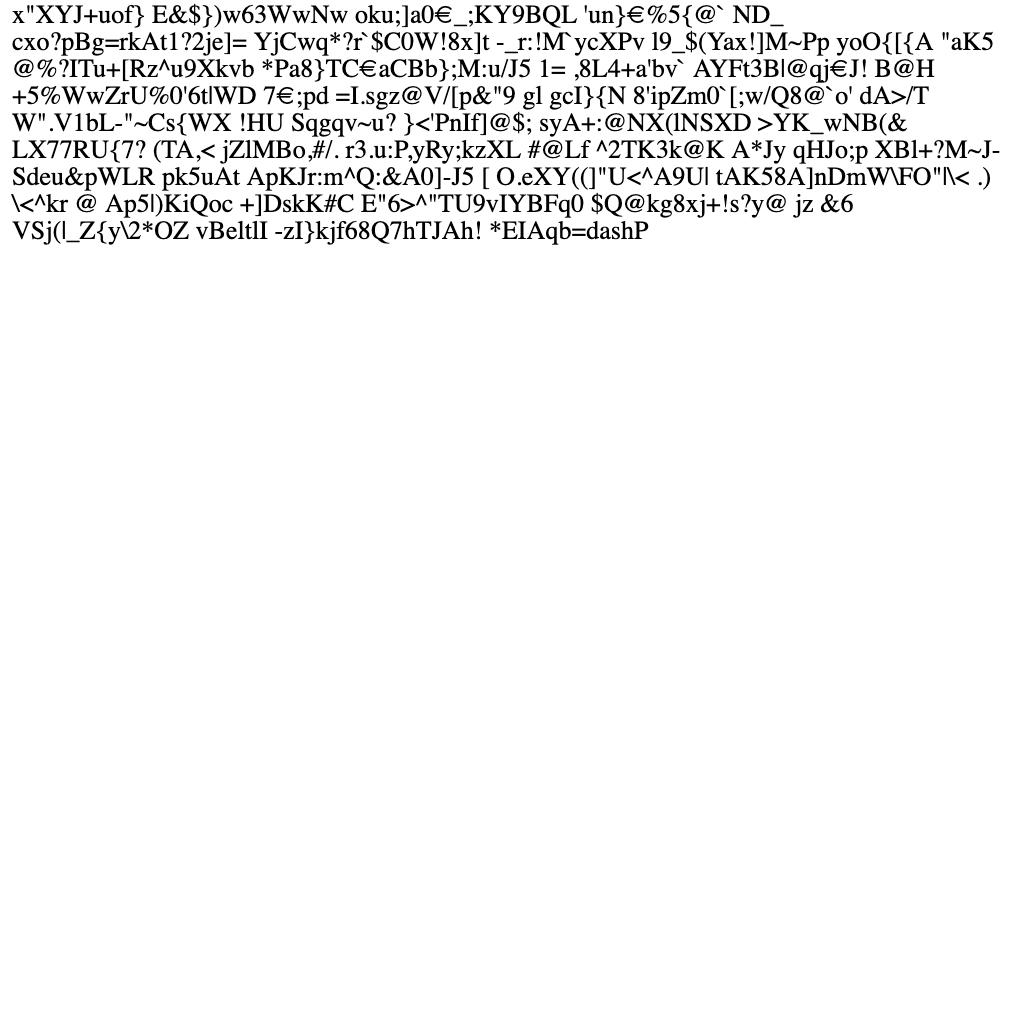 x"XYJ+uof} E&$})w63WwNw oku;]a0€_;KY9BQL 'un}€%5{@` ND_
cxo?pBg=rkAt1?2je]= YjCwq*?r`$C0W!8x]t -_r:!M`ycXPv l9_$(Yax!]M~Pp yoO{[{A "aK5
@%?ITu+[Rz^u9Xkvb *Pa8}TC€aCBb};M:u/J5 1= ,8L4+a'bv` AYFt3B|@qj€J! B@H
+5%WwZrU%0'6t|WD 7€;pd =I.sgz@V/[p&"9 gl gcI}{N 8'ipZm0`[;w/Q8@`o' dA>/T
W".V1bL-"~Cs{WX !HU Sqgqv~u? }<'PnIf]@$; syA+:@NX(lNSXD >YK_wNB(&
LX77RU{7? (TA,< jZlMBo,#/. r3.u:P,yRy;kzXL #@Lf ^2TK3k@K A*Jy qHJo;p XBl+?M~J-
Sdeu&pWLR pk5uAt ApKJr:m^Q:&A0]-J5 [ O.eXY((]"U<^A9U| tAK58A]nDmW\FO"|\< .)
\<^kr @ Ap5|)KiQoc +]DskK#C E"6>^"TU9vIYBFq0 $Q@kg8xj+!s?y@ jz &6
VSj(|_Z{y\2*OZ vBeltlI -zI}kjf68Q7hTJAh! *EIAqb=dashP